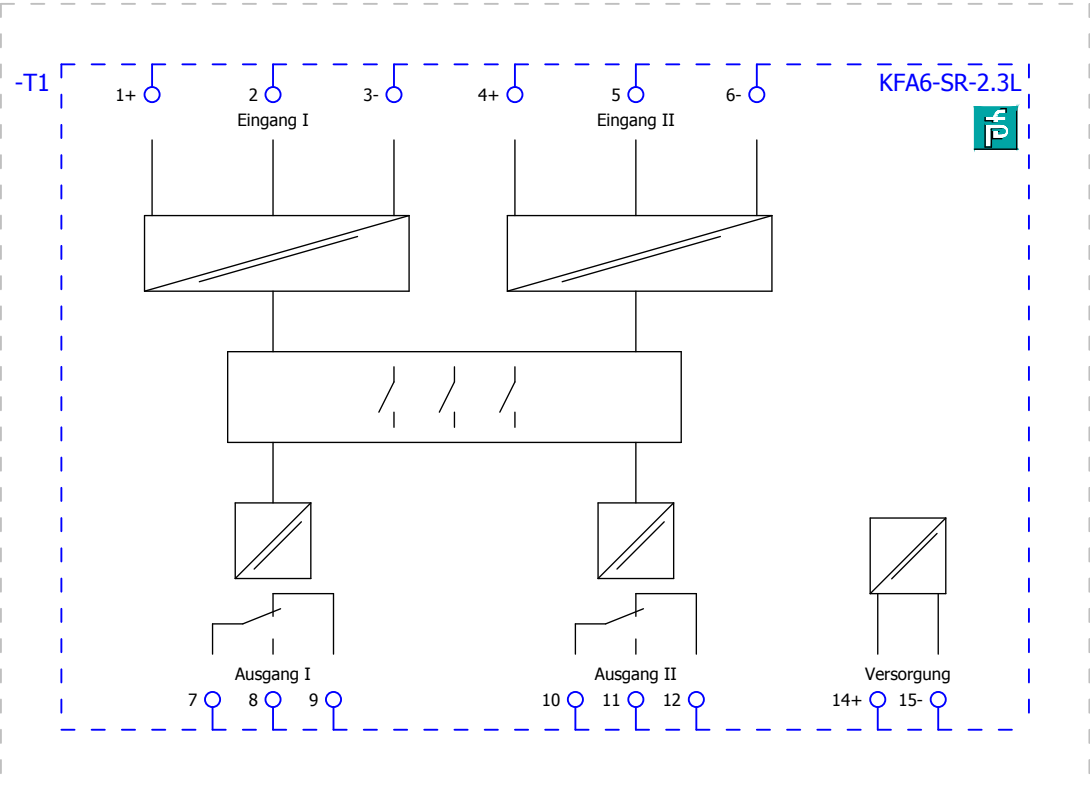 -T1
KFA6-SR-2.3L
1+ 2 3- 4+ 5 6-
Eingang I Eingang II
Ausgang I Ausgang II Versorgung
7 8 9 10 11 12 14+ 15-